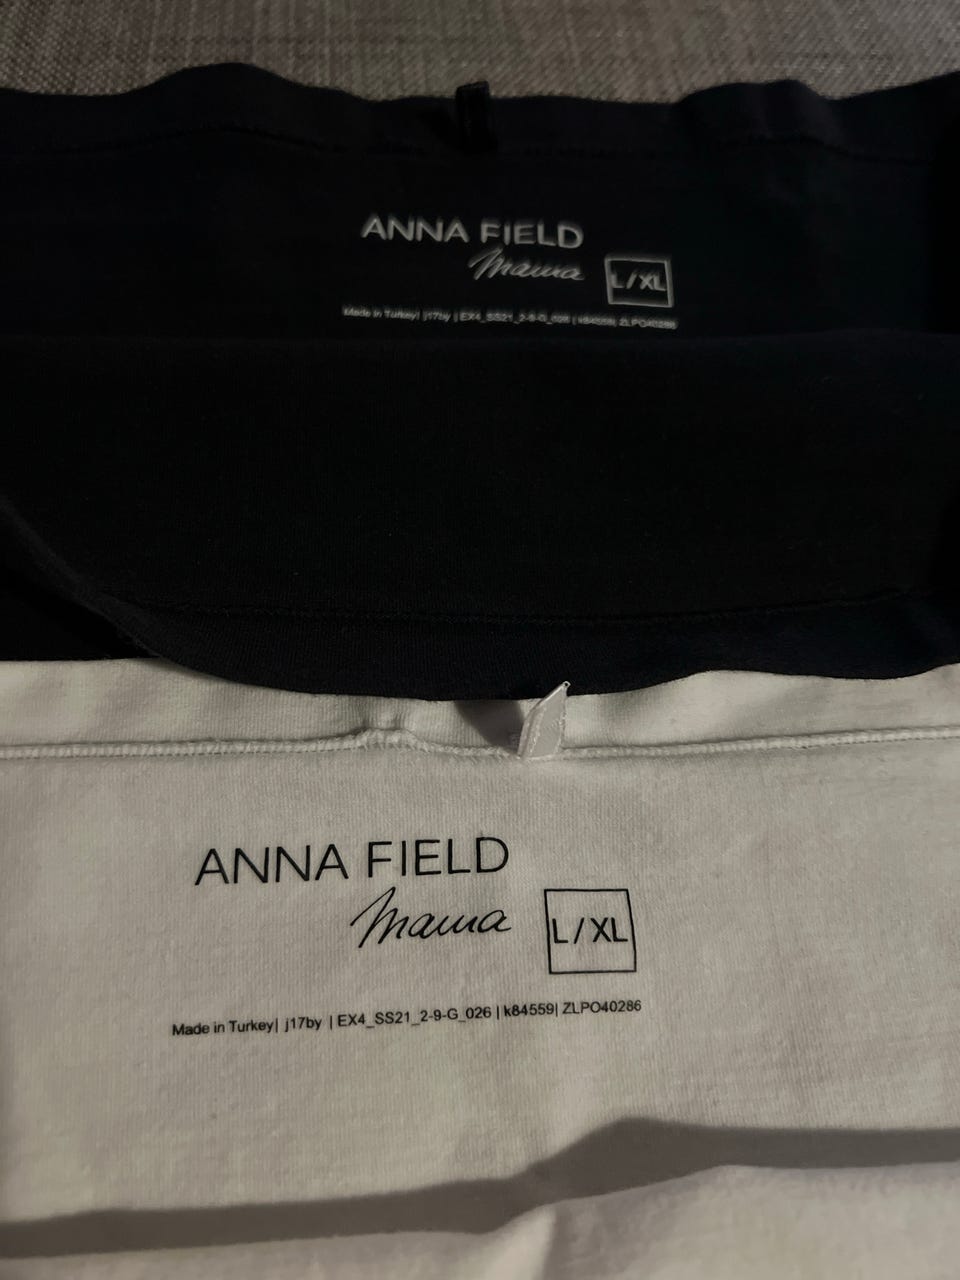 ANNA FIELD
Mama
L/XL
Made in Turkey| j17by | EX4_SS21_2-9-G_026 | k84559| ZLPO40286
ANNA FIELD
Mama
L/XL
Made in Turkey| j17by | EX4_SS21_2-9-G_026 | k84559| ZLPO40286